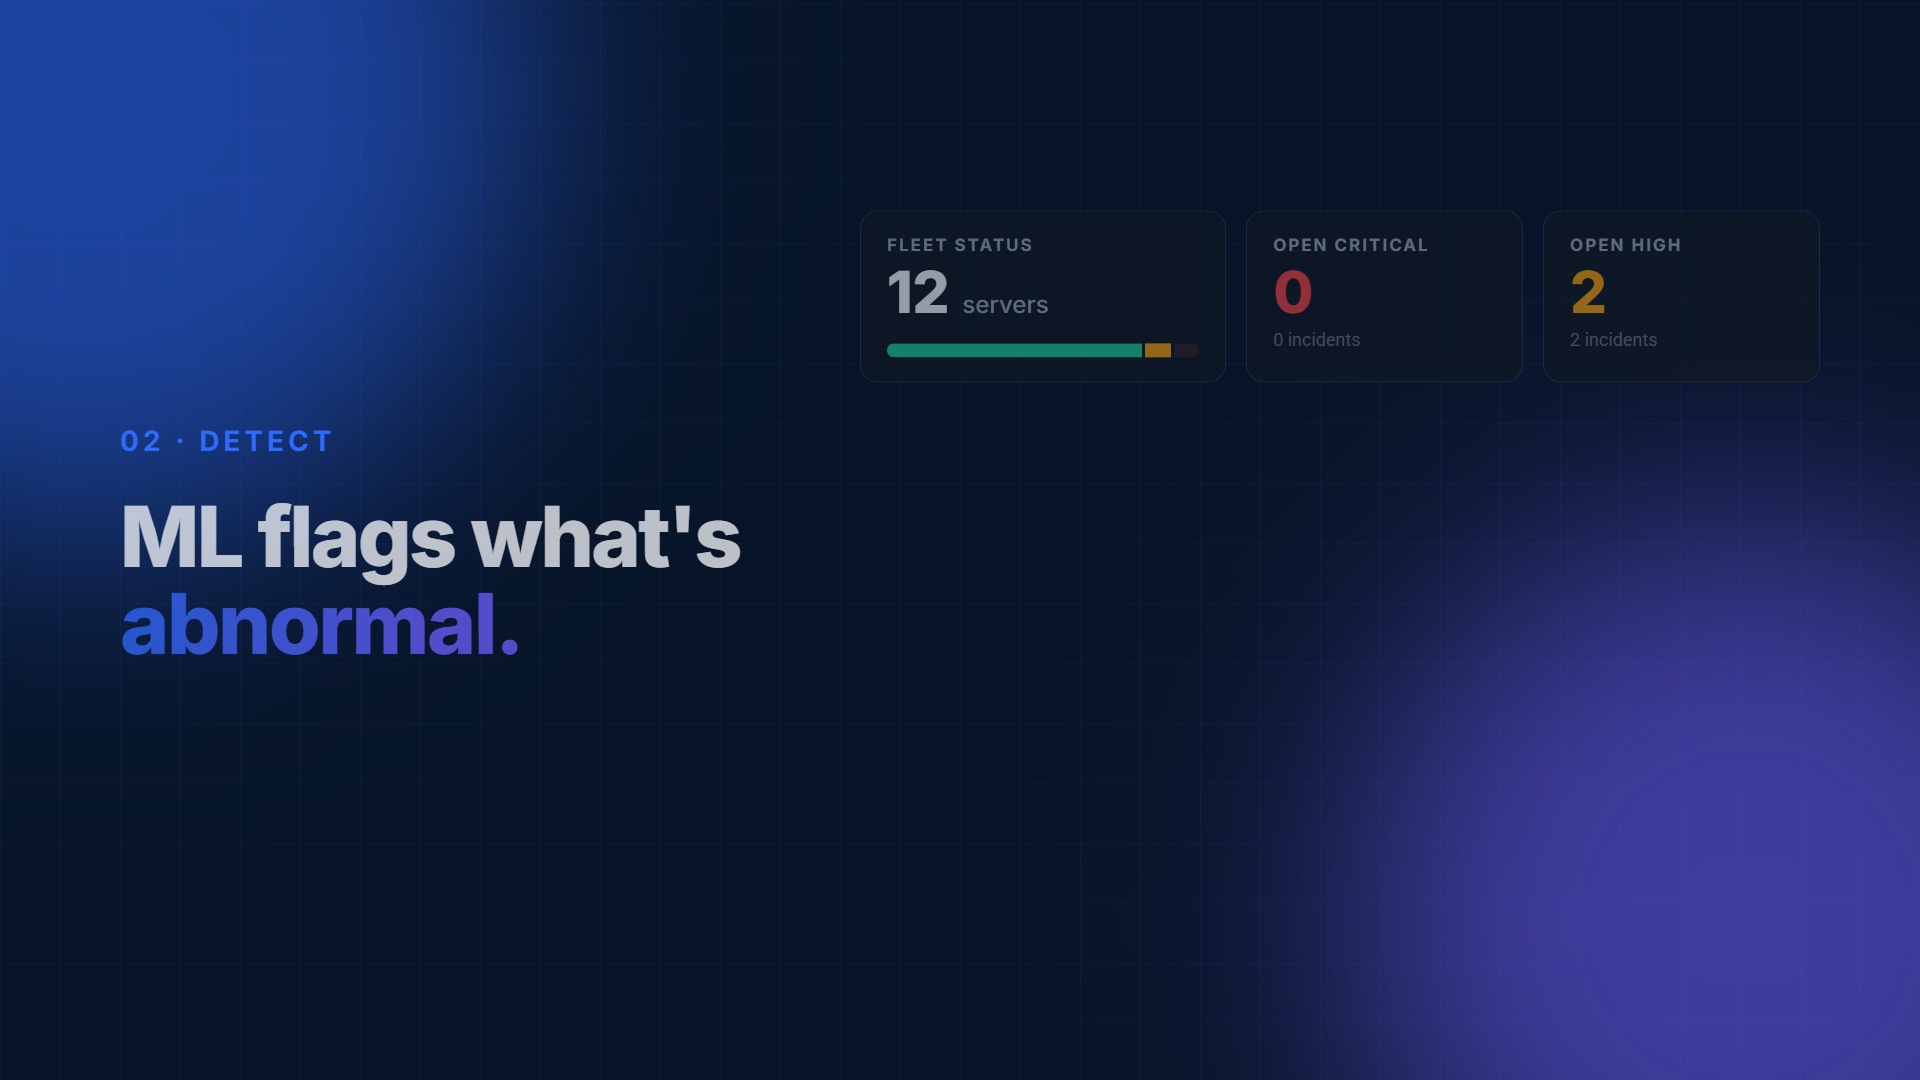 02 · DETECT
ML flags what's
abnormal.
FLEET STATUS
12 servers
OPEN CRITICAL
0
0 incidents
OPEN HIGH
2
2 incidents